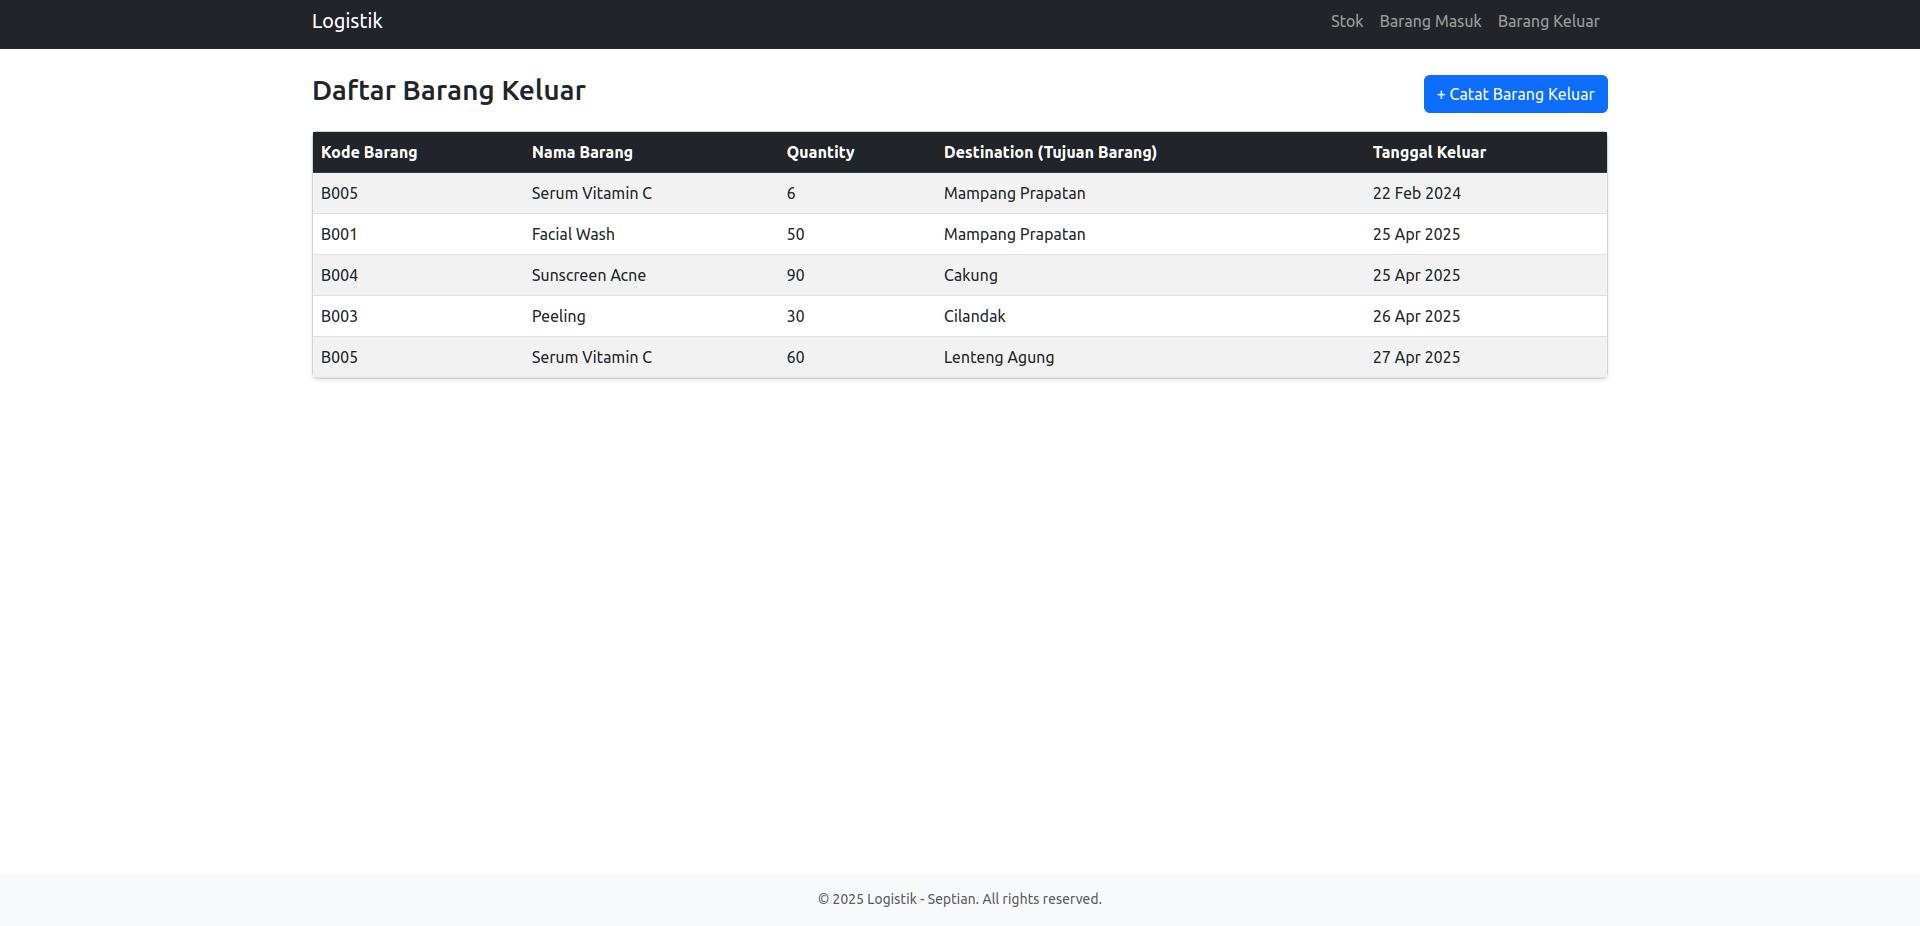 Logistik Stok Barang Masuk Barang Keluar
Daftar Barang Keluar + Catat Barang Keluar
Kode Barang Nama Barang Quantity Destination (Tujuan Barang) Tanggal Keluar
B005 Serum Vitamin C 6 Mampang Prapatan 22 Feb 2024
B001 Facial Wash 50 Mampang Prapatan 25 Apr 2025
B004 Sunscreen Acne 90 Cakung 25 Apr 2025
B003 Peeling 30 Cilandak 26 Apr 2025
B005 Serum Vitamin C 60 Lenteng Agung 27 Apr 2025
© 2025 Logistik - Septian. All rights reserved.